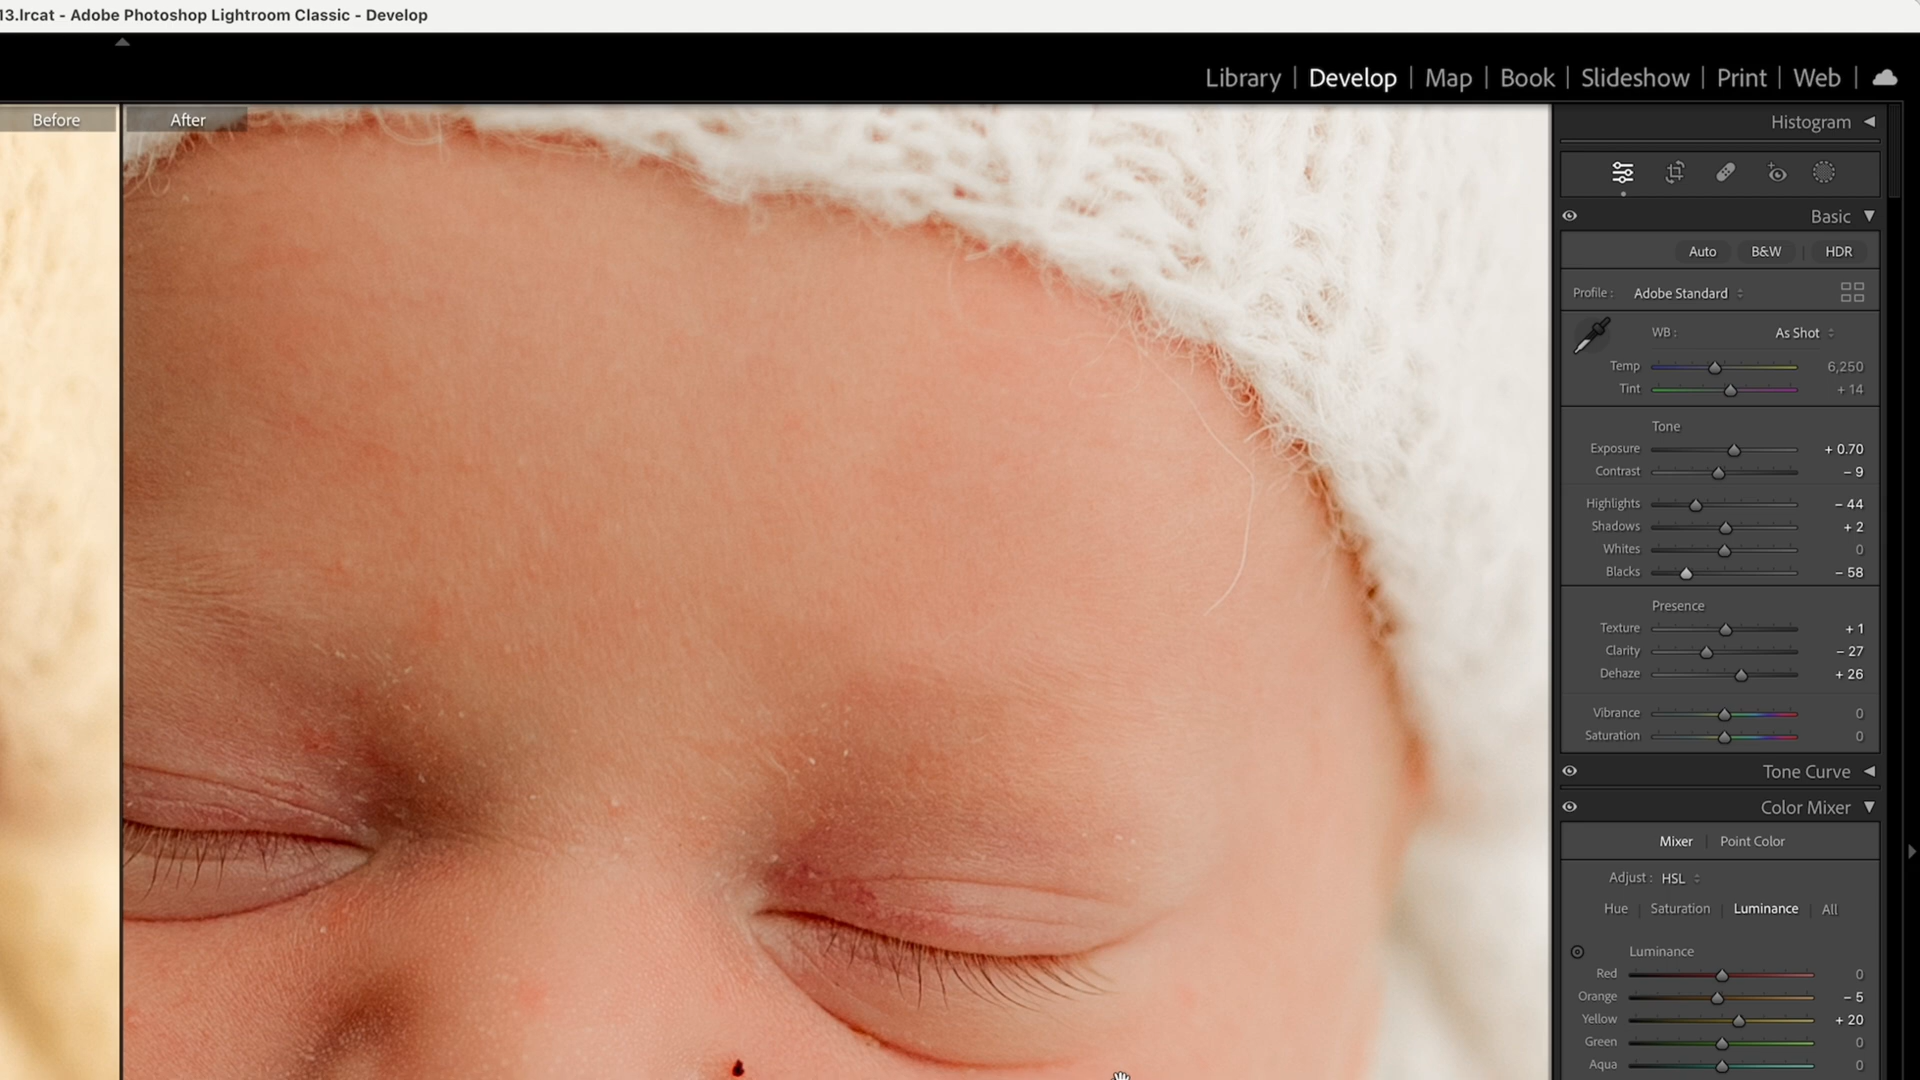 13.lrcat - Adobe Photoshop Lightroom Classic - Develop
Library | Develop | Map | Book | Slideshow | Print | Web |
Before
After
Histogram
Basic
Auto B&W | HDR
Profile : Adobe Standard
WB : As Shot
Temp 6,250
Tint + 14
Tone
Exposure + 0.70
Contrast – 9
Highlights – 44
Shadows + 2
Whites 0
Blacks – 58
Presence
Texture + 1
Clarity – 27
Dehaze + 26
Vibrance 0
Saturation 0
Tone Curve
Color Mixer
Mixer | Point Color
Adjust : HSL
Hue | Saturation | Luminance | All
Luminance
Red 0
Orange – 5
Yellow + 20
Green 0
Aqua 0